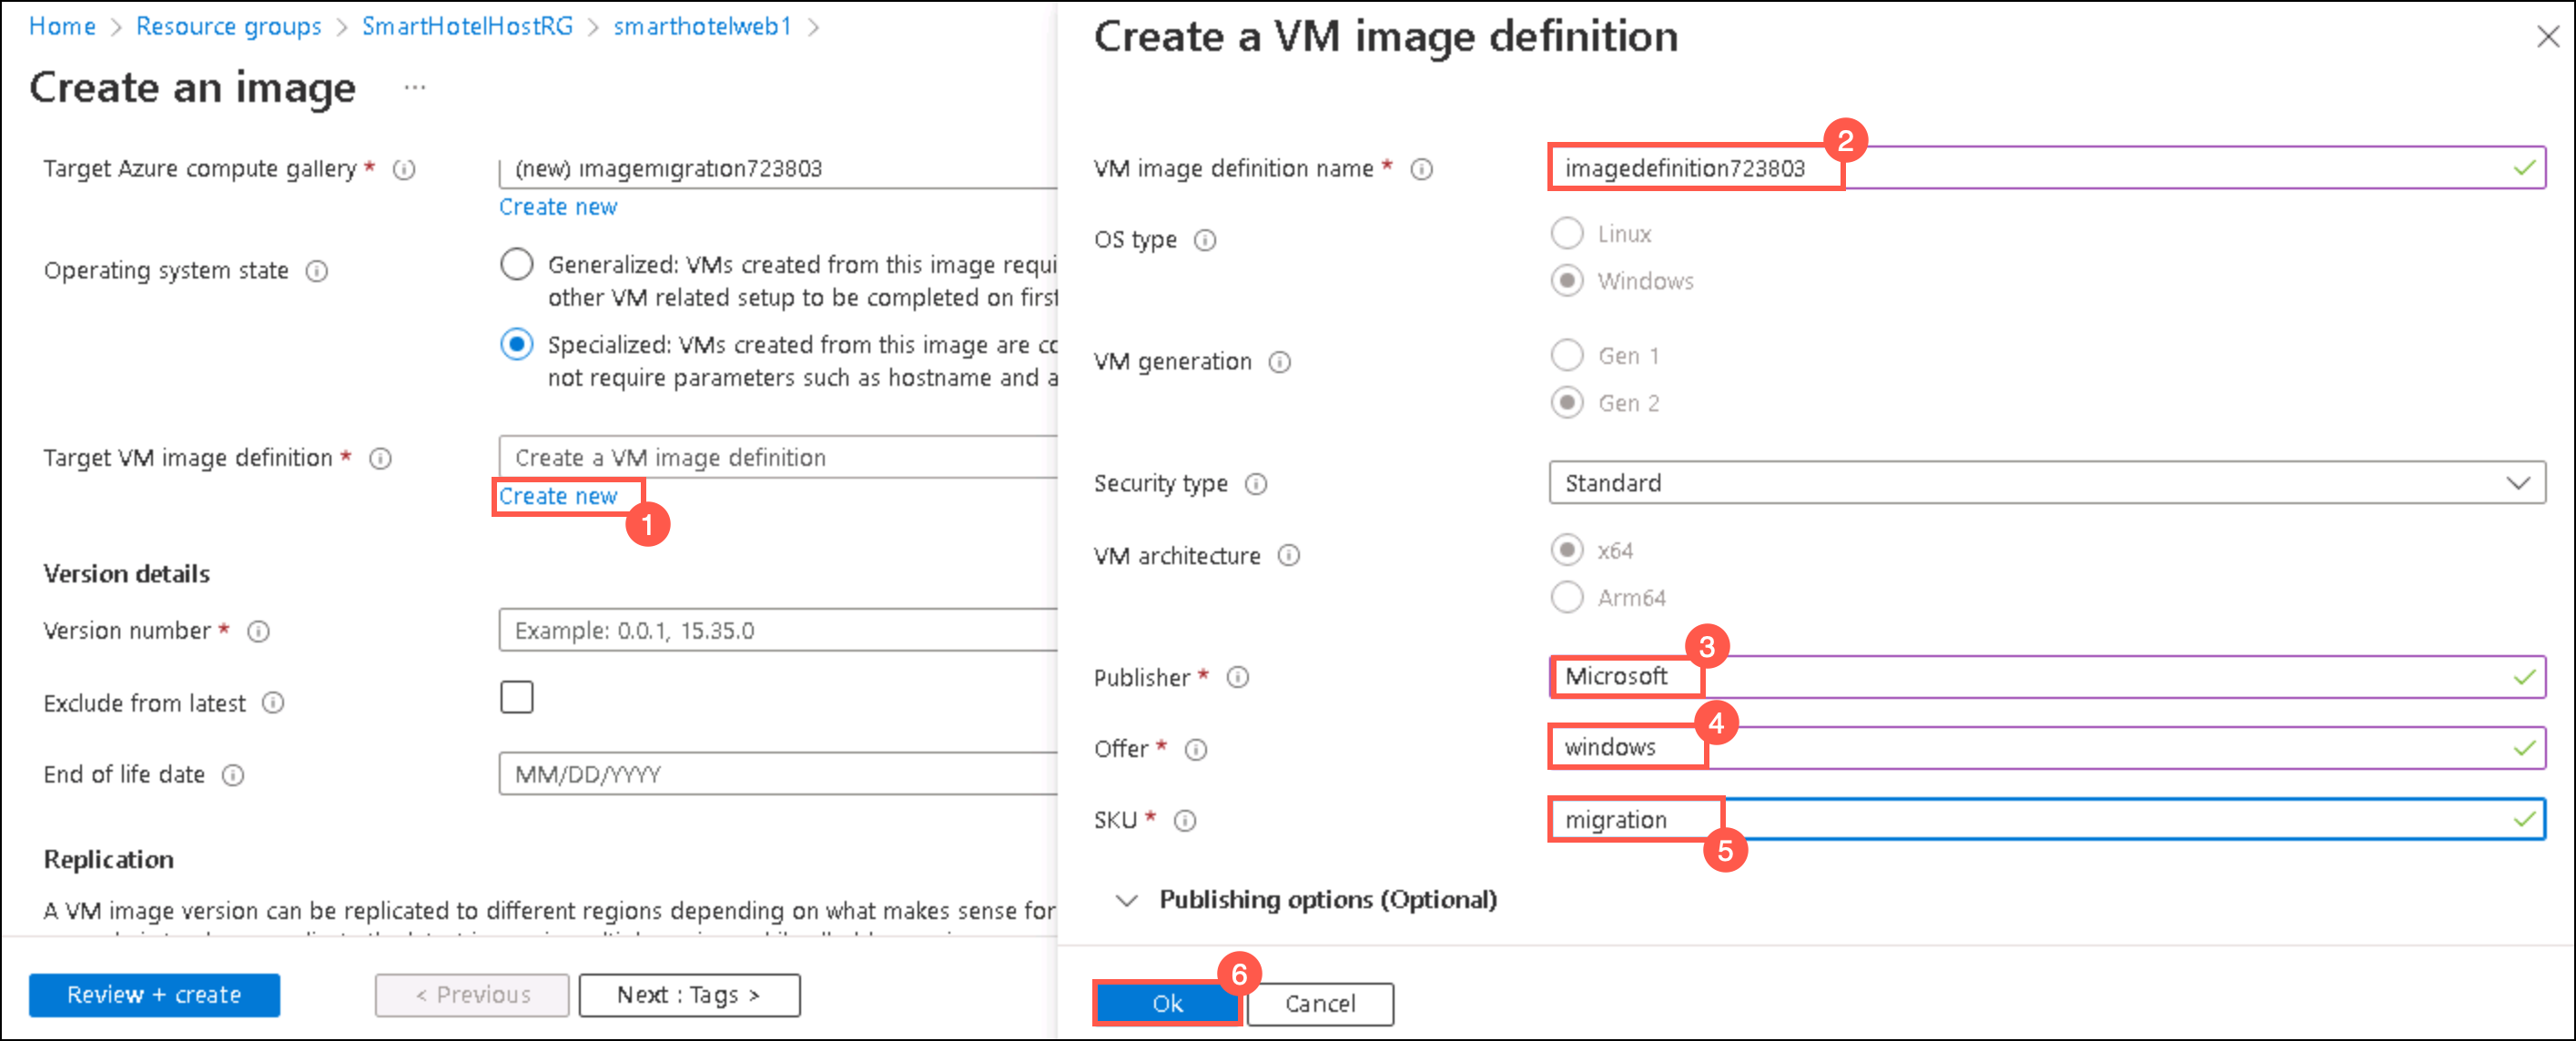 Home > Resource groups > SmartHotelHostRG > smarthotelweb1 >
Create an image ...
Target Azure compute gallery *
(new) imagemigration723803
Create new
Operating system state
Generalized: VMs created from this image requi
other VM related setup to be completed on first
Specialized: VMs created from this image are co
not require parameters such as hostname and a
Target VM image definition *
Create a VM image definition
Create new
1
Version details
Version number *
Example: 0.0.1, 15.35.0
Exclude from latest
End of life date
MM/DD/YYYY
Replication
A VM image version can be replicated to different regions depending on what makes sense for
Review + create
< Previous
Next : Tags >
Create a VM image definition
VM image definition name *
imagedefinition723803
2
OS type
Linux
Windows
VM generation
Gen 1
Gen 2
Security type
Standard
VM architecture
x64
Arm64
Publisher *
Microsoft
3
Offer *
windows
4
SKU *
migration
5
Publishing options (Optional)
6
Ok
Cancel